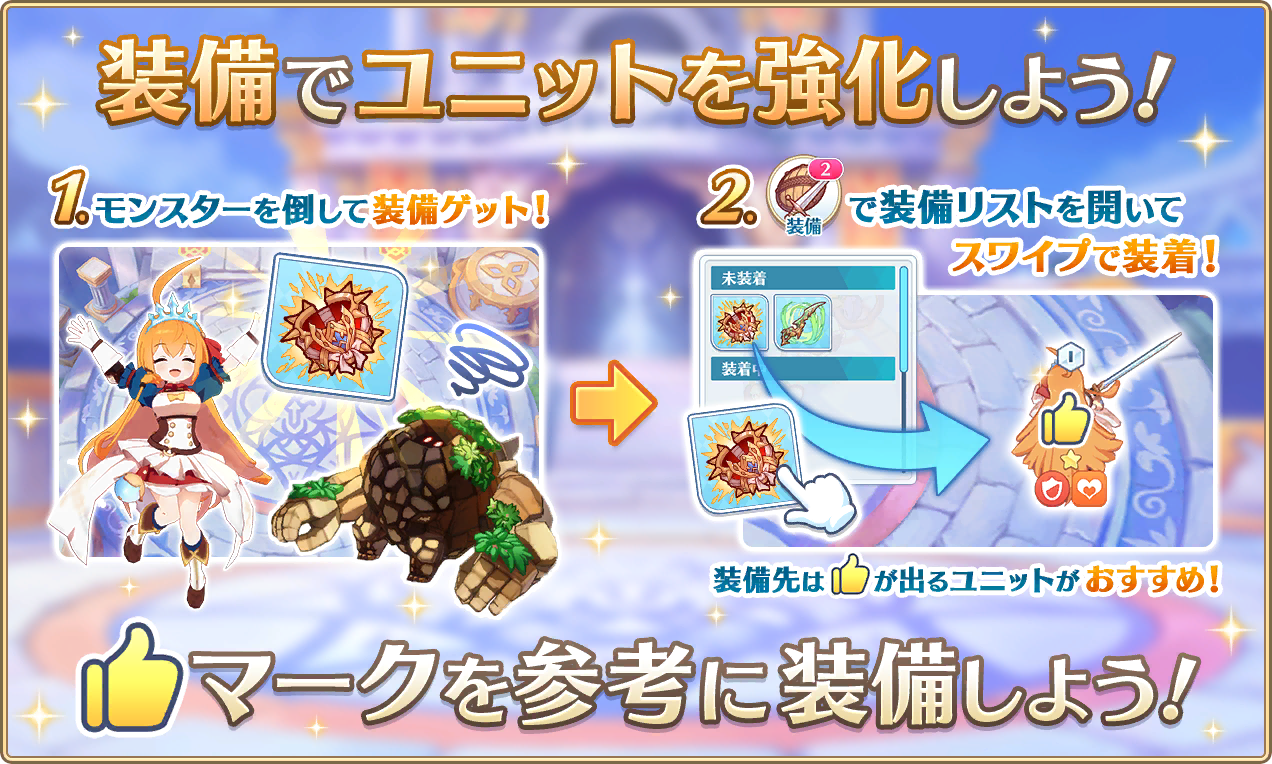 装備でユニットを強化しよう!
1.モンスターを倒して装備ゲット!
2. 2 装備 で装備リストを開いて
スワイプで装着!
未装着
装着中
装備先は が出るユニットが おすすめ!
マークを参考に装備しよう!